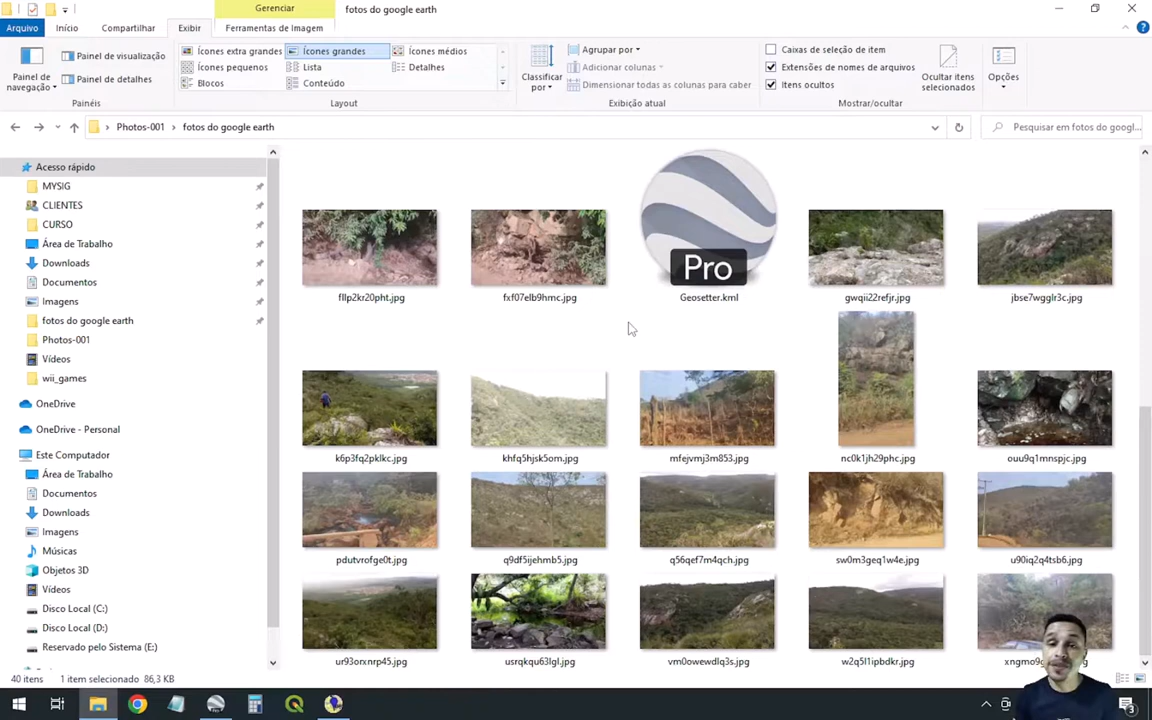 Gerenciar
fotos do google earth
Arquivo
Início
Compartilhar
Exibir
Ferramentas de Imagem
Painel de navegação
Painel de visualização
Painel de detalhes
Painéis
Ícones extra grandes
Ícones grandes
Ícones médios
Ícones pequenos
Lista
Detalhes
Blocos
Conteúdo
Layout
Classificar por
Agrupar por
Adicionar colunas
Dimensionar todas as colunas para caber
Exibição atual
Caixas de seleção de item
Extensões de nomes de arquivos
Itens ocultos
Ocultar itens selecionados
Mostrar/ocultar
Opções
Photos-001
fotos do google earth
Pesquisar em fotos do googl...
Acesso rápido
MYSIG
CLIENTES
CURSO
Área de Trabalho
Downloads
Documentos
Imagens
fotos do google earth
Photos-001
Vídeos
wii_games
OneDrive
OneDrive - Personal
Este Computador
Área de Trabalho
Documentos
Downloads
Imagens
Músicas
Objetos 3D
Vídeos
Disco Local (C:)
Disco Local (D:)
Reservado pelo Sistema (E:)
Pro
fllp2kr20pht.jpg
fxf07elb9hmc.jpg
Geosetter.kml
gwqii22refjr.jpg
jbse7wgglr3c.jpg
k6p3fq2pklkc.jpg
khfq5hjsk5om.jpg
mfejvmj3m853.jpg
nc0k1jh29phc.jpg
ouu9q1mnspjc.jpg
pdutvrofge0t.jpg
q9df5ijehmb5.jpg
q56qef7m4qch.jpg
sw0m3geq1w4e.jpg
u90iq2q4tsb6.jpg
ur93orxnrp45.jpg
usrqkqu63lgl.jpg
vm0owewdlq3s.jpg
w2q5l1ipbdkr.jpg
40 itens
1 item selecionado 86,3 KB
3